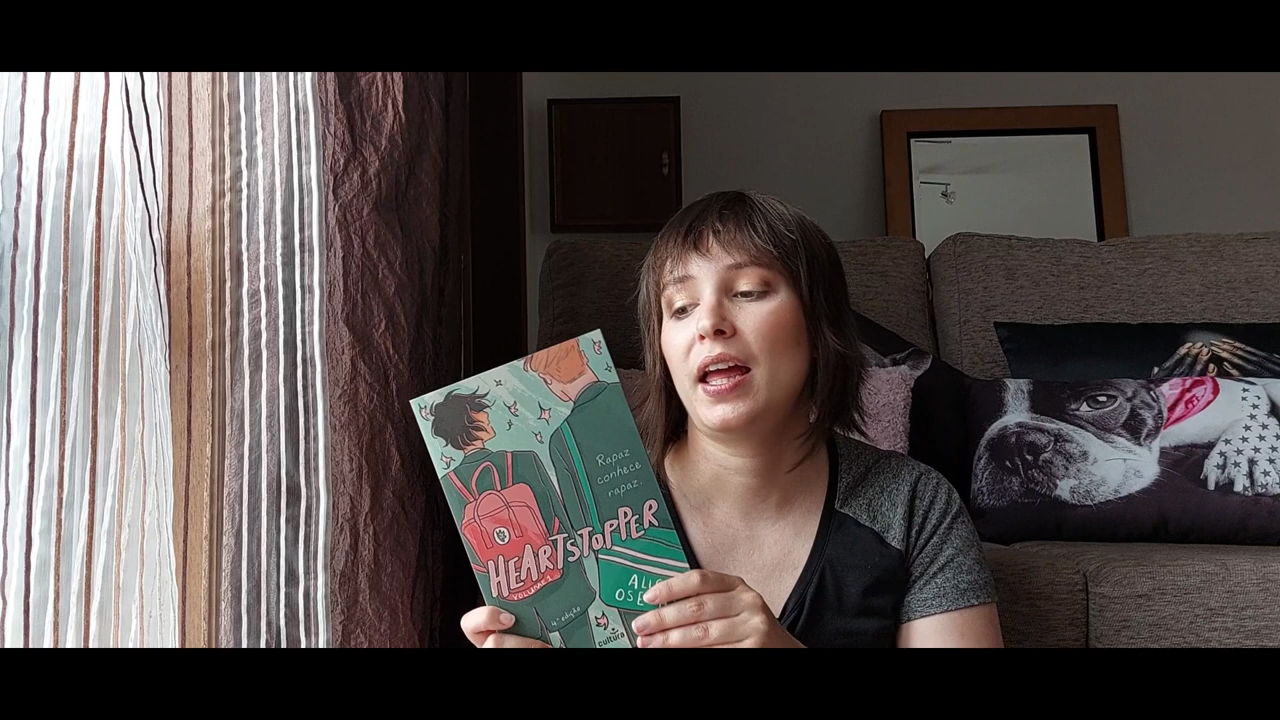 Rapaz
conhece
rapaz.
HEARTSTOPPER
VOLUME 1
4.ª edição
cultura